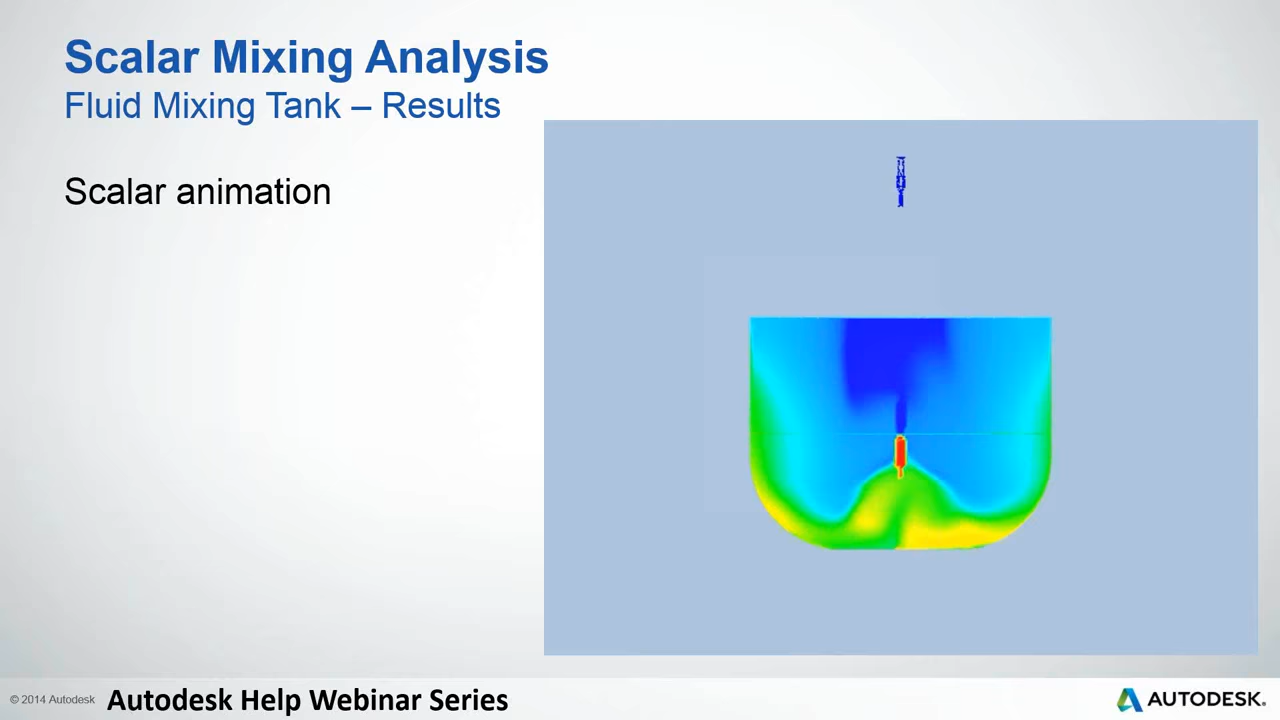 Scalar Mixing Analysis
Fluid Mixing Tank – Results
Scalar animation
© 2014 Autodesk
Autodesk Help Webinar Series
AUTODESK.